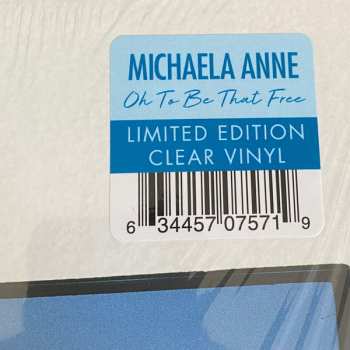 MICHAELA ANNE
Oh To Be That Free
LIMITED EDITION
CLEAR VINYL
6 34457 07571 9